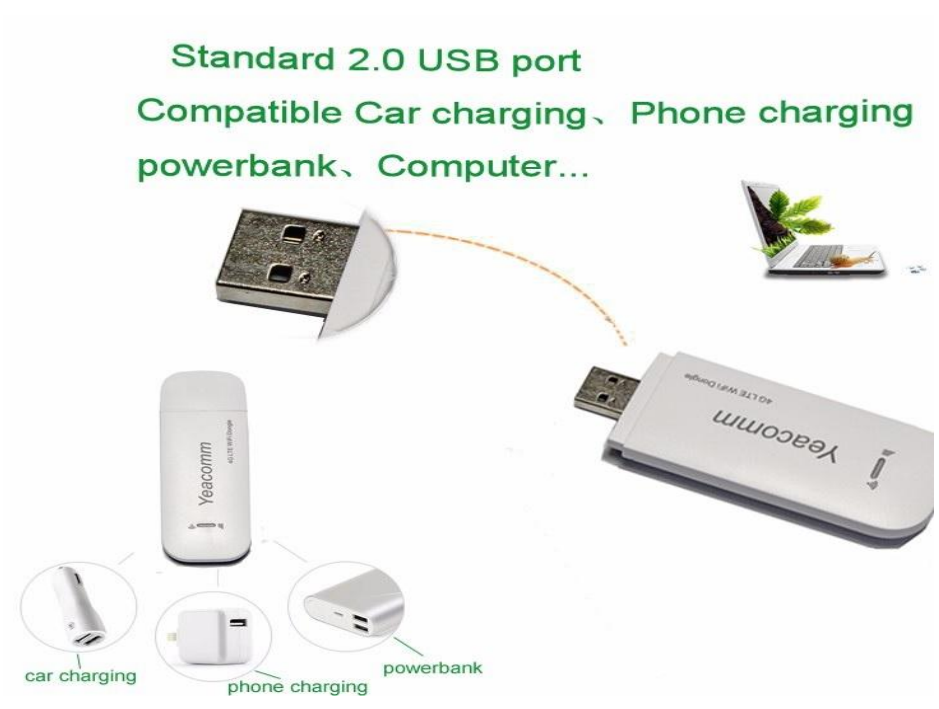 Standard 2.0 USB port
Compatible Car charging、Phone charging
powerbank、Computer...
4G LTE WiFi Dongle
Yeacomm
Yeacomm
4G LTE WiFi Dongle
car charging
phone charging
powerbank